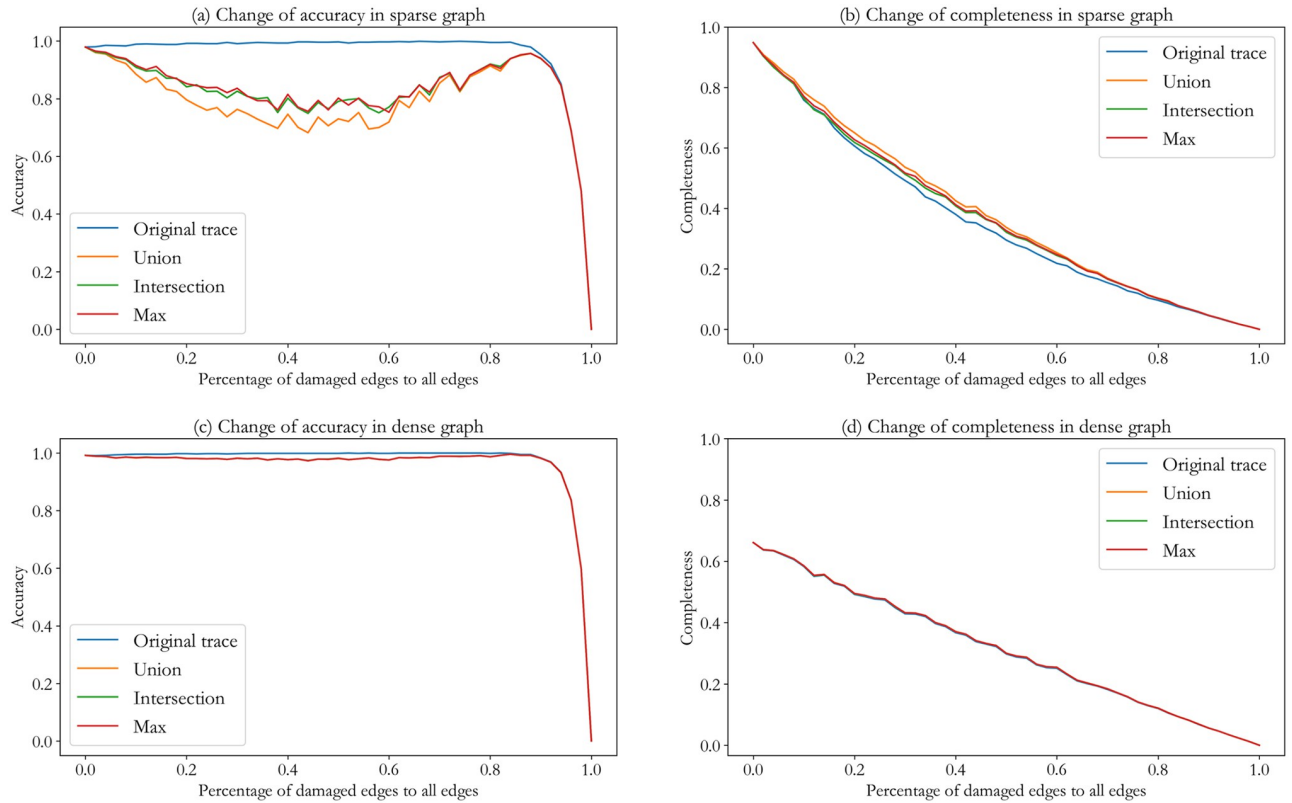 (a) Change of accuracy in sparse graph
1.0
0.8
0.6
0.4
0.2
0.0
Accuracy
Original trace
Union
Intersection
Max
0.0 0.2 0.4 0.6 0.8 1.0
Percentage of damaged edges to all edges
(b) Change of completeness in sparse graph
1.0
0.8
0.6
0.4
0.2
0.0
Completeness
Original trace
Union
Intersection
Max
0.0 0.2 0.4 0.6 0.8 1.0
Percentage of damaged edges to all edges
(c) Change of accuracy in dense graph
1.0
0.8
0.6
0.4
0.2
0.0
Accuracy
Original trace
Union
Intersection
Max
0.0 0.2 0.4 0.6 0.8 1.0
Percentage of damaged edges to all edges
(d) Change of completeness in dense graph
1.0
0.8
0.6
0.4
0.2
0.0
Completeness
Original trace
Union
Intersection
Max
0.0 0.2 0.4 0.6 0.8 1.0
Percentage of damaged edges to all edges